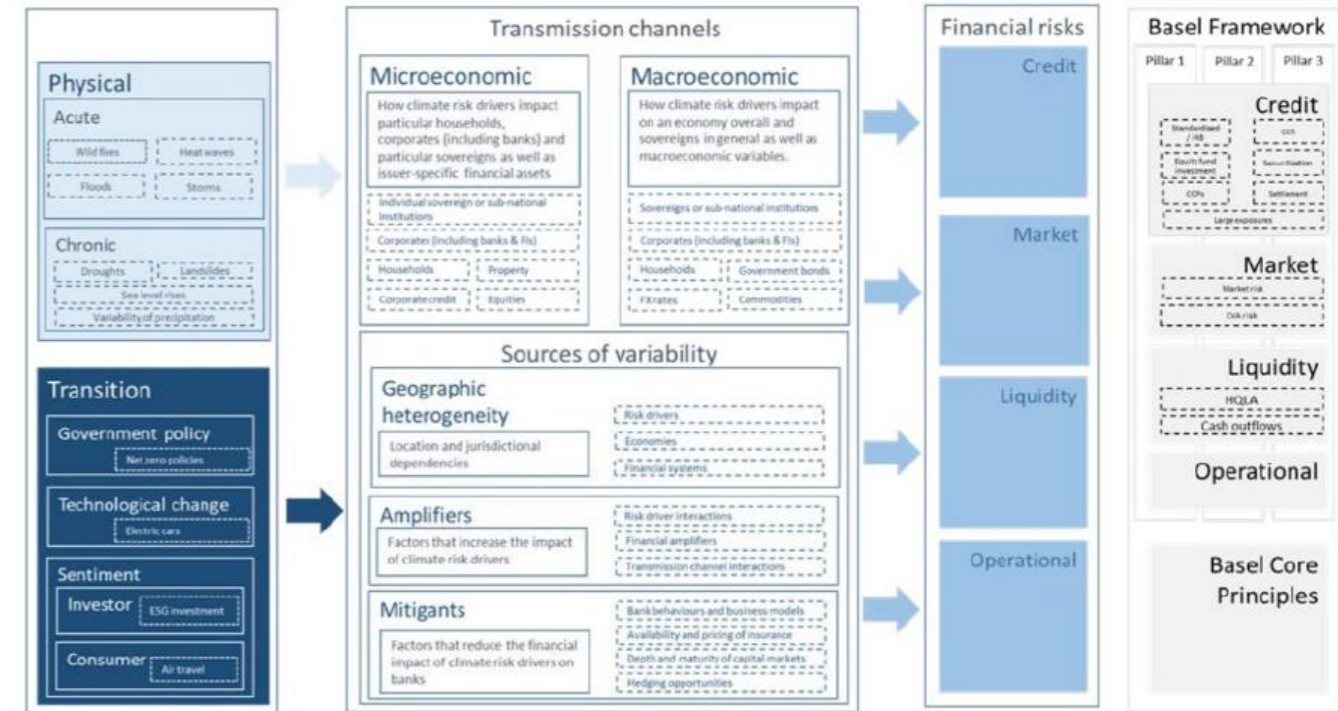 Physical
Acute
Wild fires
Heat waves
Floods
Storms
Chronic
Droughts
Landslides
Sea level rises
Variability of precipitation
Transition
Government policy
Net zero policies
Technological change
Electric cars
Sentiment
Investor
ESG investment
Consumer
Air travel
Transmission channels
Microeconomic
How climate risk drivers impact
particular households,
corporates (including banks) and
particular sovereigns as well as
issuer-specific financial assets
Individual sovereign or sub-national
institutions
Corporates (including banks & FIs)
Households
Property
Corporate credit
Equities
Macroeconomic
How climate risk drivers impact
on an economy overall and
sovereigns in general as well as
macroeconomic variables.
Sovereigns or sub-national institutions
Corporates (including banks & FIs)
Households
Government bonds
FX rates
Commodities
Sources of variability
Geographic
heterogeneity
Location and jurisdictional
dependencies
Risk drivers
Economies
Financial systems
Amplifiers
Factors that increase the impact
of climate risk drivers
Risk driver interactions
Financial amplifiers
Transmission channel interactions
Mitigants
Factors that reduce the financial
impact of climate risk drivers on
banks
Bank behaviours and business models
Availability and pricing of insurance
Depth and maturity of capital markets
Hedging opportunities
Financial risks
Credit
Market
Liquidity
Operational
Basel Framework
Pillar 1
Pillar 2
Pillar 3
Credit
Standardised
/ IRB
CCR
Equity fund
investment
Securitisation
CCPs
Settlement
Large exposures
Market
Market risk
CVA risk
Liquidity
HQLA
Cash outflows
Operational
Basel Core
Principles